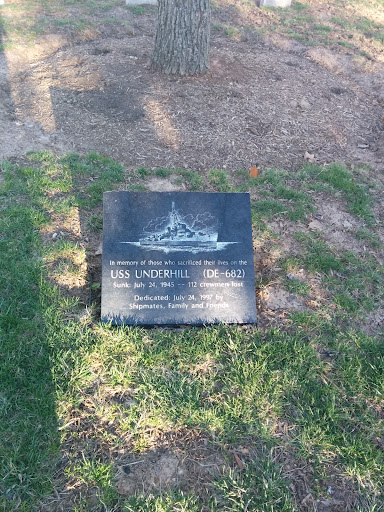 In memory of those who sacrificed their lives on the
USS UNDERHILL (DE-682)
Sunk: July 24, 1945 -- 112 crewmen lost
Dedicated: July 24, 1997 by
Shipmates, Family and Friends